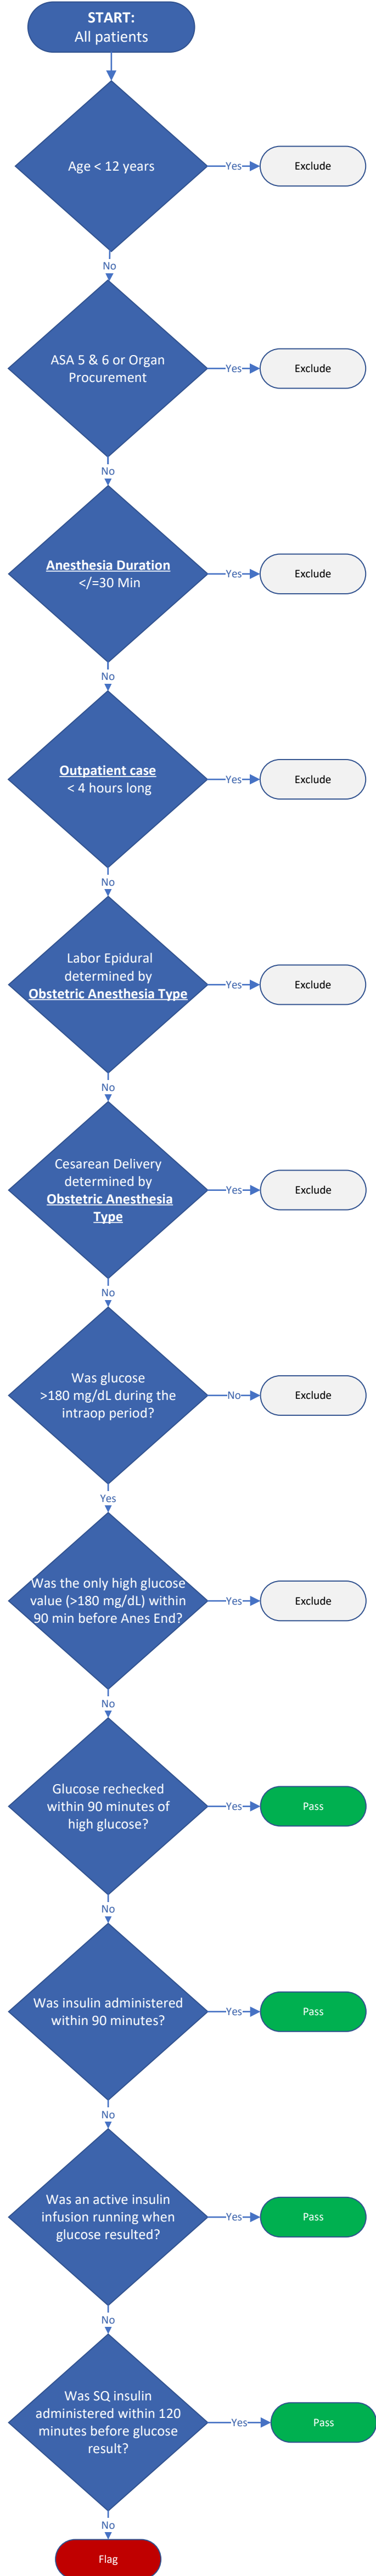 START:
All patients
Age < 12 years
Yes
Exclude
No
ASA 5 & 6 or Organ
Procurement
Yes
Exclude
No
Anesthesia Duration
</=30 Min
Yes
Exclude
No
Outpatient case
< 4 hours long
Yes
Exclude
No
Labor Epidural
determined by
Obstetric Anesthesia Type
Yes
Exclude
No
Cesarean Delivery
determined by
Obstetric Anesthesia
Type
Yes
Exclude
No
Was glucose
>180 mg/dL during the
intraop period?
No
Exclude
Yes
Was the only high glucose
value (>180 mg/dL) within
90 min before Anes End?
Yes
Exclude
No
Glucose rechecked
within 90 minutes of
high glucose?
Yes
Pass
No
Was insulin administered
within 90 minutes?
Yes
Pass
No
Was an active insulin
infusion running when
glucose resulted?
Yes
Pass
No
Was SQ insulin
administered within 120
minutes before glucose
result?
Yes
Pass
No
Flag